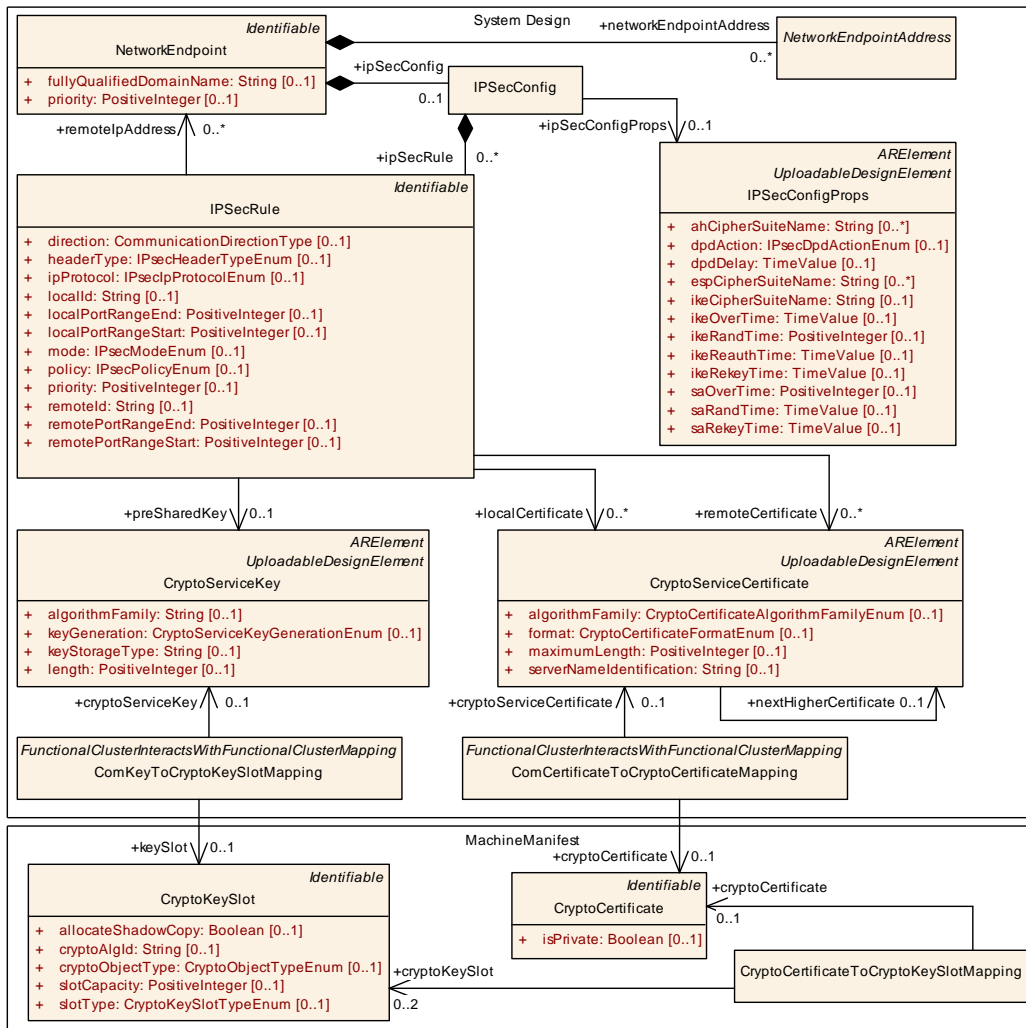 System Design
Identifiable
NetworkEndpoint
+ fullyQualifiedDomainName: String [0..1]
+ priority: PositiveInteger [0..1]
+networkEndpointAddress
0..*
NetworkEndpointAddress
+ipSecConfig
0..1
IPSecConfig
+ipSecConfigProps
0..1
+remoteIpAddress
0..*
+ipSecRule
0..*
Identifiable
IPSecRule
+ direction: CommunicationDirectionType [0..1]
+ headerType: IPsecHeaderTypeEnum [0..1]
+ ipProtocol: IPsecIpProtocolEnum [0..1]
+ localId: String [0..1]
+ localPortRangeEnd: PositiveInteger [0..1]
+ localPortRangeStart: PositiveInteger [0..1]
+ mode: IPsecModeEnum [0..1]
+ policy: IPsecPolicyEnum [0..1]
+ priority: PositiveInteger [0..1]
+ remoteId: String [0..1]
+ remotePortRangeEnd: PositiveInteger [0..1]
+ remotePortRangeStart: PositiveInteger [0..1]
ARElement
UploadableDesignElement
IPSecConfigProps
+ ahCipherSuiteName: String [0..*]
+ dpdAction: IPsecDpdActionEnum [0..1]
+ dpdDelay: TimeValue [0..1]
+ espCipherSuiteName: String [0..*]
+ ikeCipherSuiteName: String [0..1]
+ ikeOverTime: TimeValue [0..1]
+ ikeRandTime: PositiveInteger [0..1]
+ ikeReauthTime: TimeValue [0..1]
+ ikeRekeyTime: TimeValue [0..1]
+ saOverTime: PositiveInteger [0..1]
+ saRandTime: TimeValue [0..1]
+ saRekeyTime: TimeValue [0..1]
+preSharedKey
0..1
+localCertificate
0..*
+remoteCertificate
0..*
ARElement
UploadableDesignElement
CryptoServiceKey
+ algorithmFamily: String [0..1]
+ keyGeneration: CryptoServiceKeyGenerationEnum [0..1]
+ keyStorageType: String [0..1]
+ length: PositiveInteger [0..1]
ARElement
UploadableDesignElement
CryptoServiceCertificate
+ algorithmFamily: CryptoCertificateAlgorithmFamilyEnum [0..1]
+ format: CryptoCertificateFormatEnum [0..1]
+ maximumLength: PositiveInteger [0..1]
+ serverNameIdentification: String [0..1]
+cryptoServiceKey
0..1
+cryptoServiceCertificate
0..1
+nextHigherCertificate
0..1
FunctionalClusterInteractsWithFunctionalClusterMapping
ComKeyToCryptoKeySlotMapping
FunctionalClusterInteractsWithFunctionalClusterMapping
ComCertificateToCryptoCertificateMapping
MachineManifest
+keySlot
0..1
+cryptoCertificate
0..1
Identifiable
CryptoKeySlot
+ allocateShadowCopy: Boolean [0..1]
+ cryptoAlgId: String [0..1]
+ cryptoObjectType: CryptoObjectTypeEnum [0..1]
+ slotCapacity: PositiveInteger [0..1]
+ slotType: CryptoKeySlotTypeEnum [0..1]
Identifiable
CryptoCertificate
+ isPrivate: Boolean [0..1]
+cryptoCertificate
0..1
CryptoCertificateToCryptoKeySlotMapping
+cryptoKeySlot
0..2